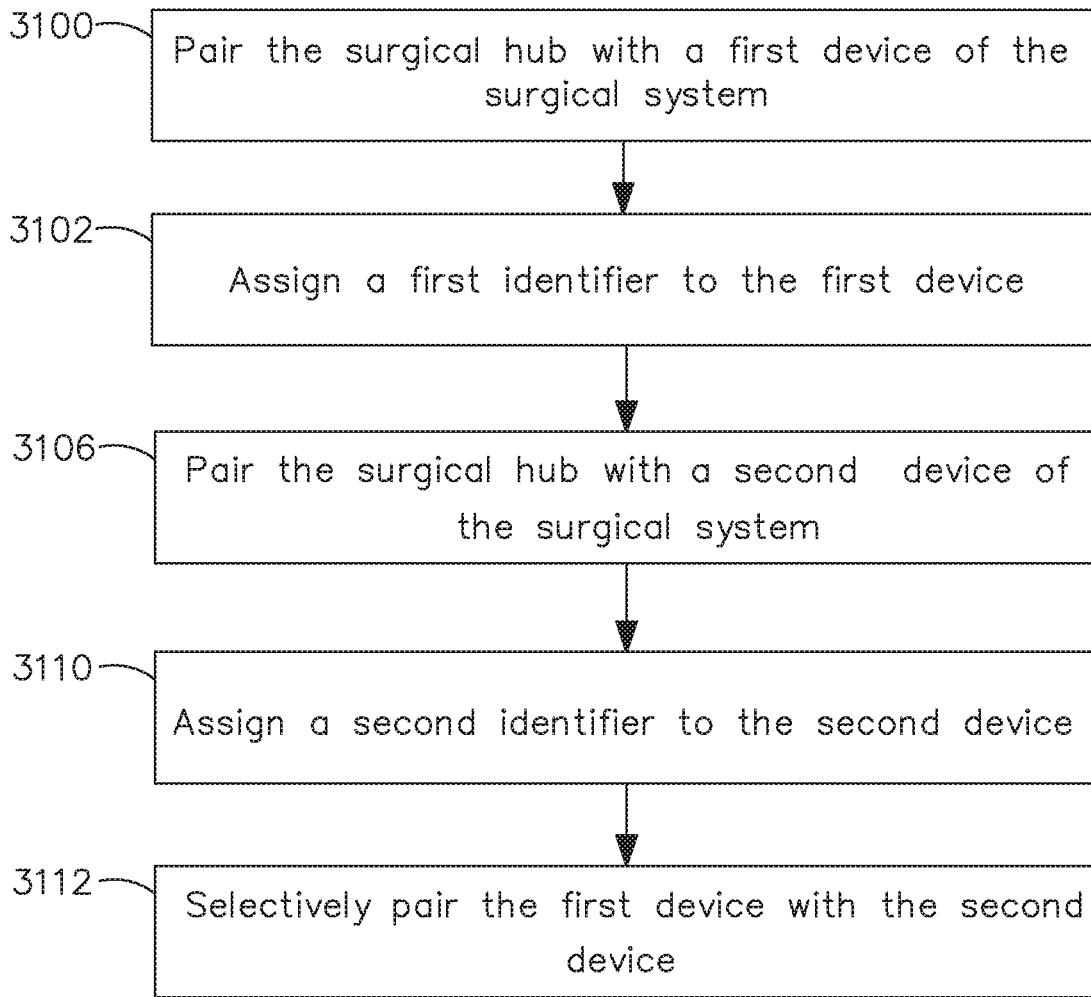 3100
Pair the surgical hub with a first device of the
surgical system
3102
Assign a first identifier to the first device
3106
Pair the surgical hub with a second device of
the surgical system
3110
Assign a second identifier to the second device
3112
Selectively pair the first device with the second
device